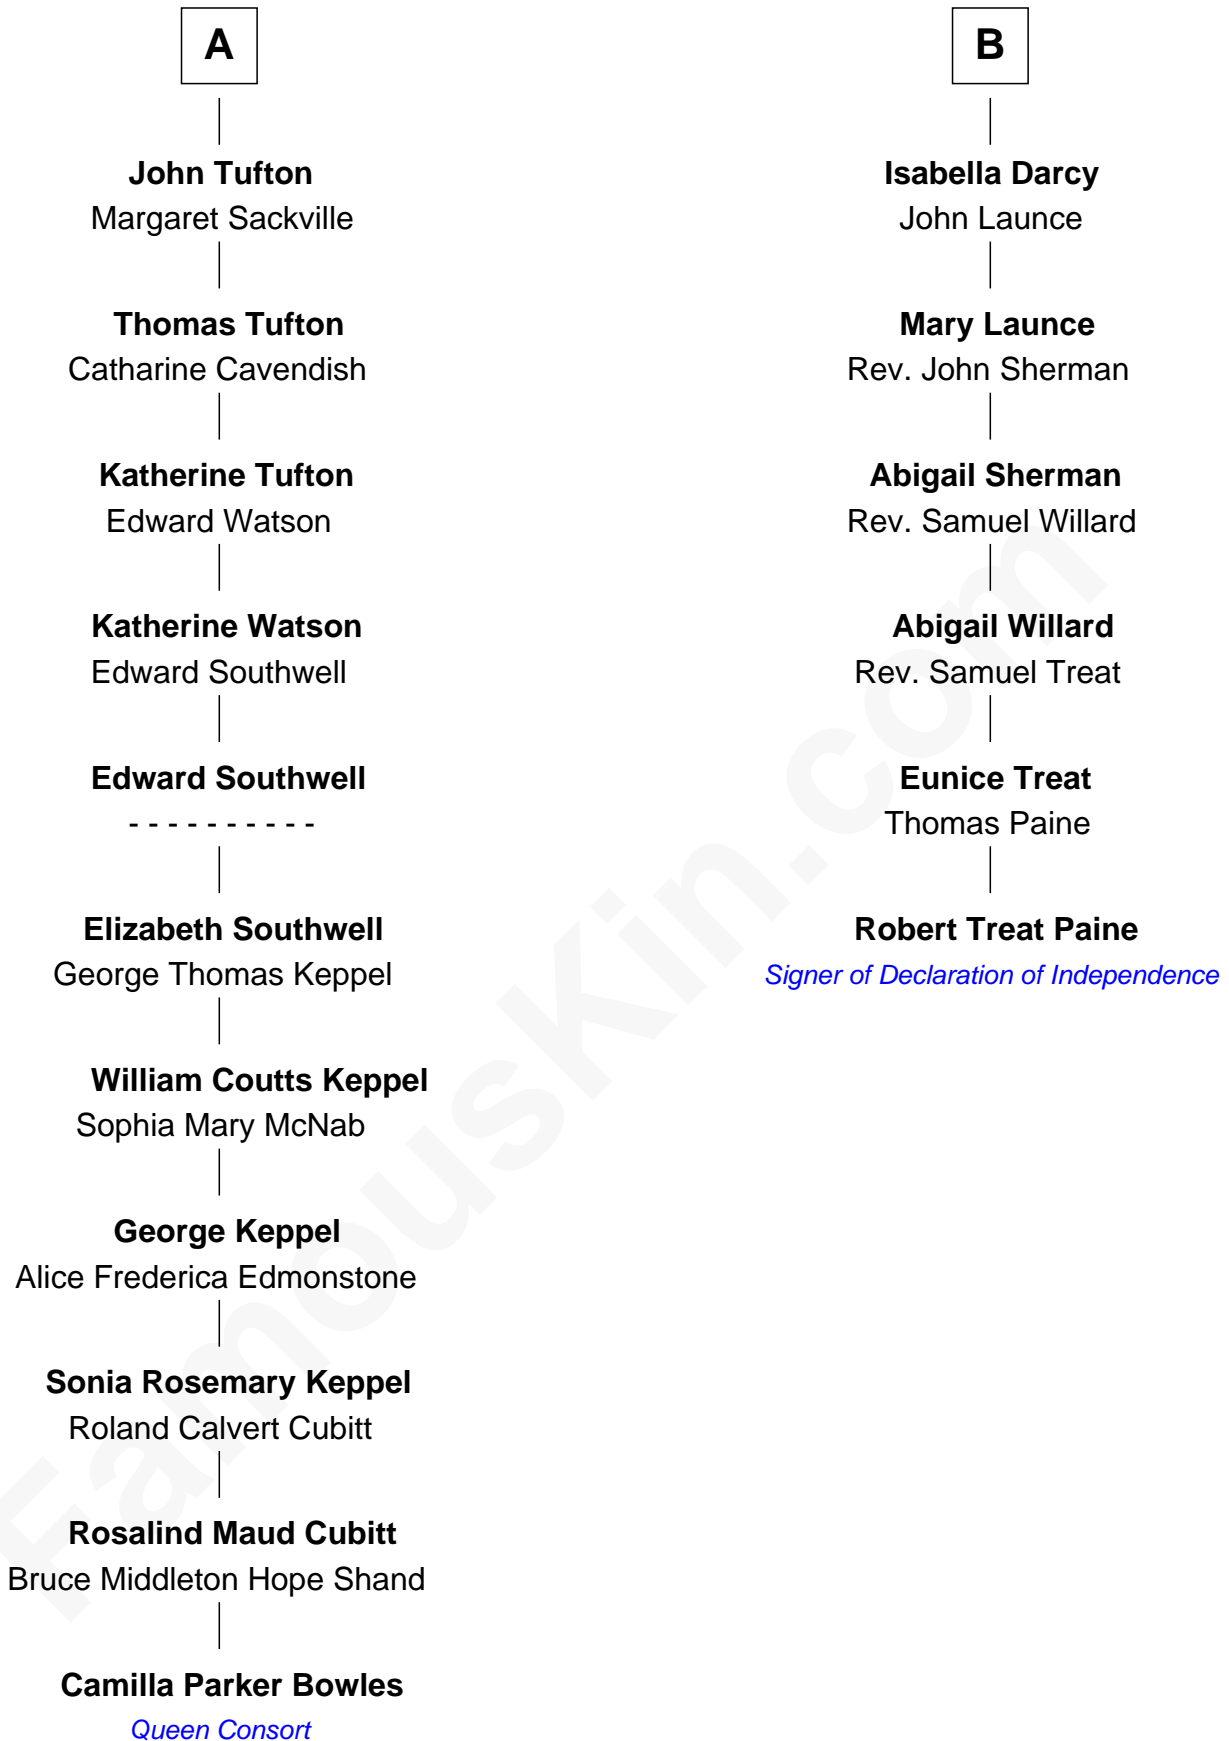 A
John Tufton
Margaret Sackville
Thomas Tufton
Catharine Cavendish
Katherine Tufton
Edward Watson
Katherine Watson
Edward Southwell
Edward Southwell
- - - - - - - - - -
Elizabeth Southwell
George Thomas Keppel
William Coutts Keppel
Sophia Mary McNab
George Keppel
Alice Frederica Edmonstone
Sonia Rosemary Keppel
Roland Calvert Cubitt
Rosalind Maud Cubitt
Bruce Middleton Hope Shand
Camilla Parker Bowles
Queen Consort
B
Isabella Darcy
John Launce
Mary Launce
Rev. John Sherman
Abigail Sherman
Rev. Samuel Willard
Abigail Willard
Rev. Samuel Treat
Eunice Treat
Thomas Paine
Robert Treat Paine
Signer of Declaration of Independence
FamousKin.com